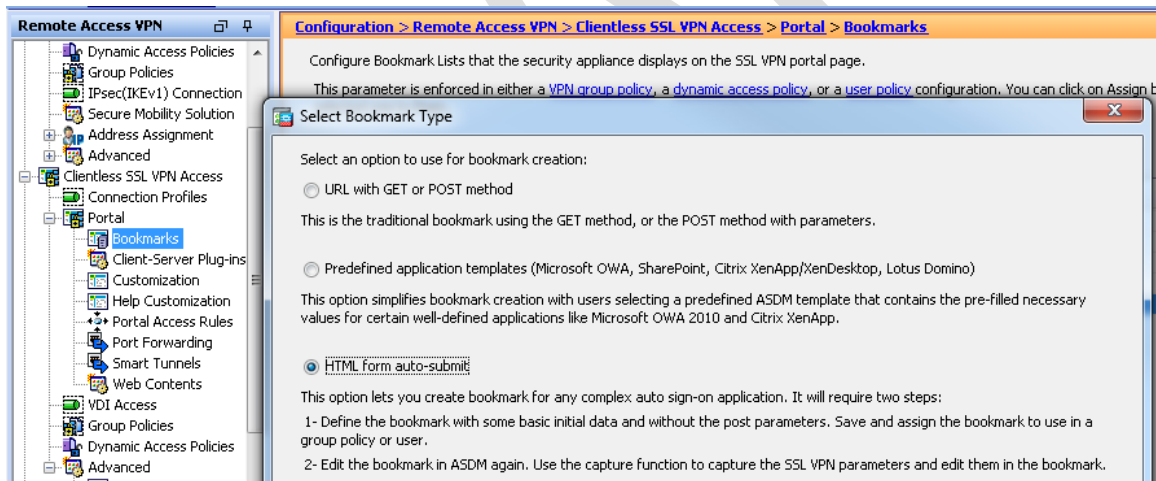 Remote Access VPN
Dynamic Access Policies
Group Policies
IPsec(IKEv1) Connection
Secure Mobility Solution
Address Assignment
Advanced
Clientless SSL VPN Access
Connection Profiles
Portal
Bookmarks
Client-Server Plug-ins
Customization
Help Customization
Portal Access Rules
Port Forwarding
Smart Tunnels
Web Contents
VDI Access
Group Policies
Dynamic Access Policies
Advanced
Configuration > Remote Access VPN > Clientless SSL VPN Access > Portal > Bookmarks
Configure Bookmark Lists that the security appliance displays on the SSL VPN portal page.
This parameter is enforced in either a VPN group policy, a dynamic access policy, or a user policy configuration. You can click on Assign b
Select Bookmark Type
Select an option to use for bookmark creation:
URL with GET or POST method
This is the traditional bookmark using the GET method, or the POST method with parameters.
Predefined application templates (Microsoft OWA, SharePoint, Citrix XenApp/XenDesktop, Lotus Domino)
This option simplifies bookmark creation with users selecting a predefined ASDM template that contains the pre-filled necessary
values for certain well-defined applications like Microsoft OWA 2010 and Citrix XenApp.
HTML form auto-submit
This option lets you create bookmark for any complex auto sign-on application. It will require two steps:
1- Define the bookmark with some basic initial data and without the post parameters. Save and assign the bookmark to use in a
group policy or user.
2- Edit the bookmark in ASDM again. Use the capture function to capture the SSL VPN parameters and edit them in the bookmark.